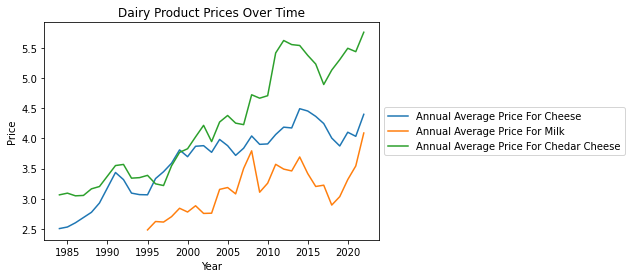 Dairy Product Prices Over Time
5.5
5.0
4.5
4.0
3.5
3.0
2.5
Price
1985 1990 1995 2000 2005 2010 2015 2020
Year
Annual Average Price For Cheese
Annual Average Price For Milk
Annual Average Price For Chedar Cheese